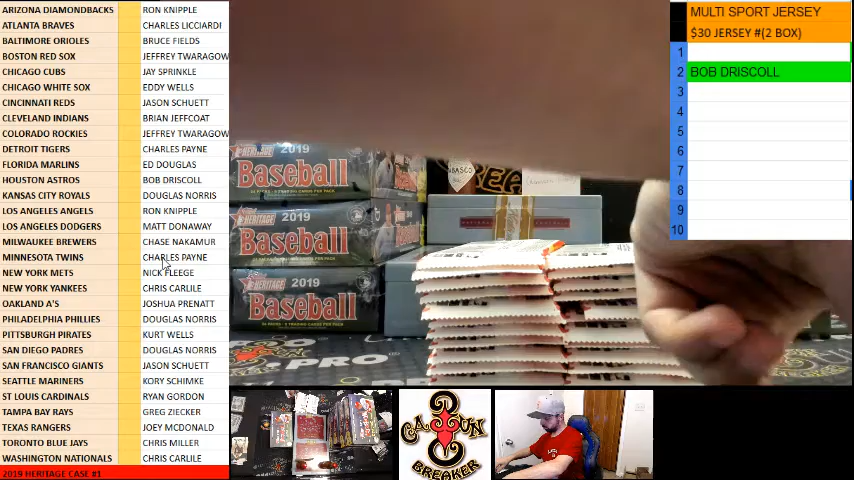 ARIZONA DIAMONDBACKS RON KNIPPLE
ATLANTA BRAVES CHARLES LICCIARDI
BALTIMORE ORIOLES BRUCE FIELDS
BOSTON RED SOX JEFFREY TWARAGOW
CHICAGO CUBS JAY SPRINKLE
CHICAGO WHITE SOX EDDY WELLS
CINCINNATI REDS JASON SCHUETT
CLEVELAND INDIANS BRIAN JEFFCOAT
COLORADO ROCKIES JEFFREY TWARAGOW
DETROIT TIGERS CHARLES PAYNE
FLORIDA MARLINS ED DOUGLAS
HOUSTON ASTROS BOB DRISCOLL
KANSAS CITY ROYALS DOUGLAS NORRIS
LOS ANGELES ANGELS RON KNIPPLE
LOS ANGELES DODGERS MATT DONAWAY
MILWAUKEE BREWERS CHASE NAKAMUR
MINNESOTA TWINS CHARLES PAYNE
NEW YORK METS NICK FLEEGE
NEW YORK YANKEES CHRIS CARLILE
OAKLAND A'S JOSHUA PRENATT
PHILADELPHIA PHILLIES DOUGLAS NORRIS
PITTSBURGH PIRATES KURT WELLS
SAN DIEGO PADRES DOUGLAS NORRIS
SAN FRANCISCO GIANTS JASON SCHUETT
SEATTLE MARINERS KORY SCHIMKE
ST LOUIS CARDINALS RYAN GORDON
TAMPA BAY RAYS GREG ZIECKER
TEXAS RANGERS JOEY MCDONALD
TORONTO BLUE JAYS CHRIS MILLER
WASHINGTON NATIONALS CHRIS CARLILE
2019 HERITAGE CASE #1
HERITAGE 2019
Baseball
HERITAGE 2019
Baseball
HERITAGE 2019
Baseball
PRO
CAJUN
BREAKER
MULTI SPORT JERSEY
$30 JERSEY #(2 BOX)
1
2 BOB DRISCOLL
3
4
5
6
7
8
9
10